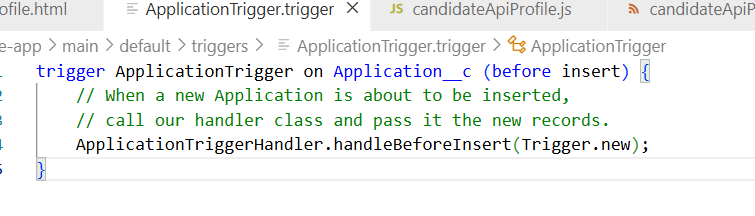 ofile.html ApplicationTrigger.trigger JS candidateApiProfile.js candidateApiP
e-app > main > default > triggers > ApplicationTrigger.trigger > ApplicationTrigger
trigger ApplicationTrigger on Application__c (before insert) {
2 // When a new Application is about to be inserted,
3 // call our handler class and pass it the new records.
4 ApplicationTriggerHandler.handleBeforeInsert(Trigger.new);
5 }